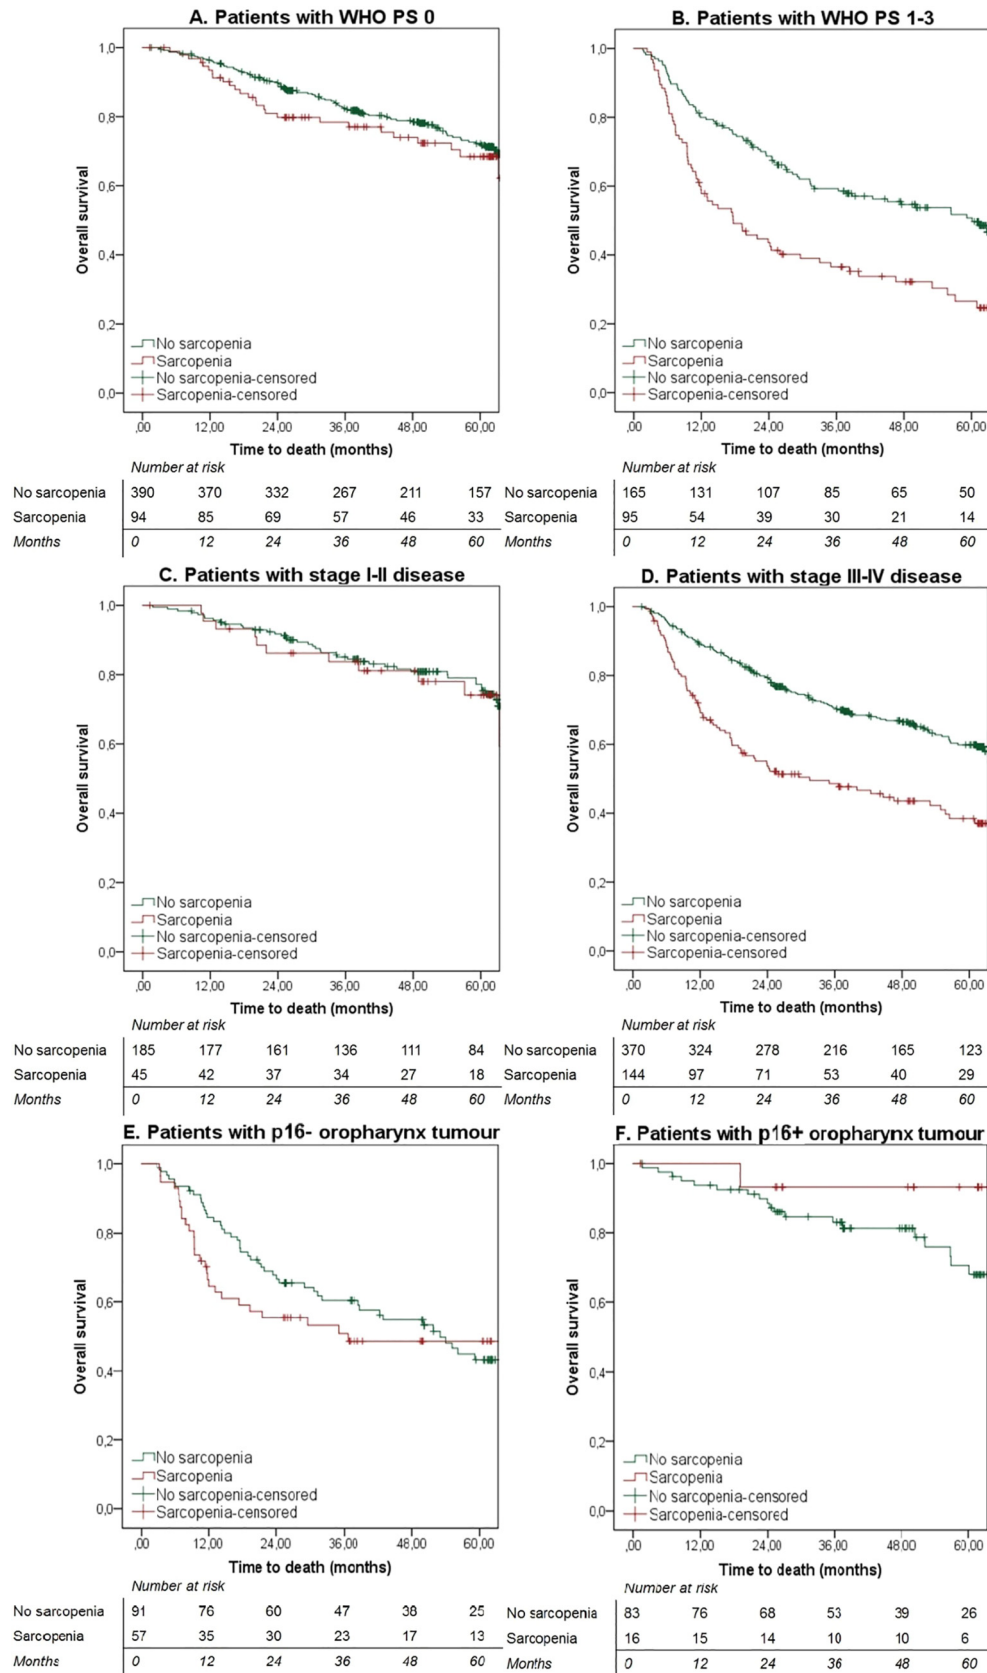 A. Patients with WHO PS 0
Overall survival
1,0
0,8
0,6
0,4
0,2
0,0
No sarcopenia
Sarcopenia
No sarcopenia-censored
Sarcopenia-censored
,00 12,00 24,00 36,00 48,00 60,00
Time to death (months)
Number at risk
No sarcopenia 390 370 332 267 211 157
Sarcopenia 94 85 69 57 46 33
Months 0 12 24 36 48 60
B. Patients with WHO PS 1-3
Overall survival
1,0
0,8
0,6
0,4
0,2
0,0
No sarcopenia
Sarcopenia
No sarcopenia-censored
Sarcopenia-censored
,00 12,00 24,00 36,00 48,00 60,00
Time to death (months)
Number at risk
No sarcopenia 165 131 107 85 65 50
Sarcopenia 95 54 39 30 21 14
Months 0 12 24 36 48 60
C. Patients with stage I-II disease
Overall survival
1,0
0,8
0,6
0,4
0,2
0,0
No sarcopenia
Sarcopenia
No sarcopenia-censored
Sarcopenia-censored
,00 12,00 24,00 36,00 48,00 60,00
Time to death (months)
Number at risk
No sarcopenia 185 177 161 136 111 84
Sarcopenia 45 42 37 34 27 18
Months 0 12 24 36 48 60
D. Patients with stage III-IV disease
Overall survival
1,0
0,8
0,6
0,4
0,2
0,0
No sarcopenia
Sarcopenia
No sarcopenia-censored
Sarcopenia-censored
,00 12,00 24,00 36,00 48,00 60,00
Time to death (months)
Number at risk
No sarcopenia 370 324 278 216 165 123
Sarcopenia 144 97 71 53 40 29
Months 0 12 24 36 48 60
E. Patients with p16- oropharynx tumour
Overall survival
1,0
0,8
0,6
0,4
0,2
0,0
No sarcopenia
Sarcopenia
No sarcopenia-censored
Sarcopenia-censored
,00 12,00 24,00 36,00 48,00 60,00
Time to death (months)
Number at risk
No sarcopenia 91 76 60 47 38 25
Sarcopenia 57 35 30 23 17 13
Months 0 12 24 36 48 60
F. Patients with p16+ oropharynx tumour
Overall survival
1,0
0,8
0,6
0,4
0,2
0,0
No sarcopenia
Sarcopenia
No sarcopenia-censored
Sarcopenia-censored
,00 12,00 24,00 36,00 48,00 60,00
Time to death (months)
Number at risk
No sarcopenia 83 76 68 53 39 26
Sarcopenia 16 15 14 10 10 6
Months 0 12 24 36 48 60